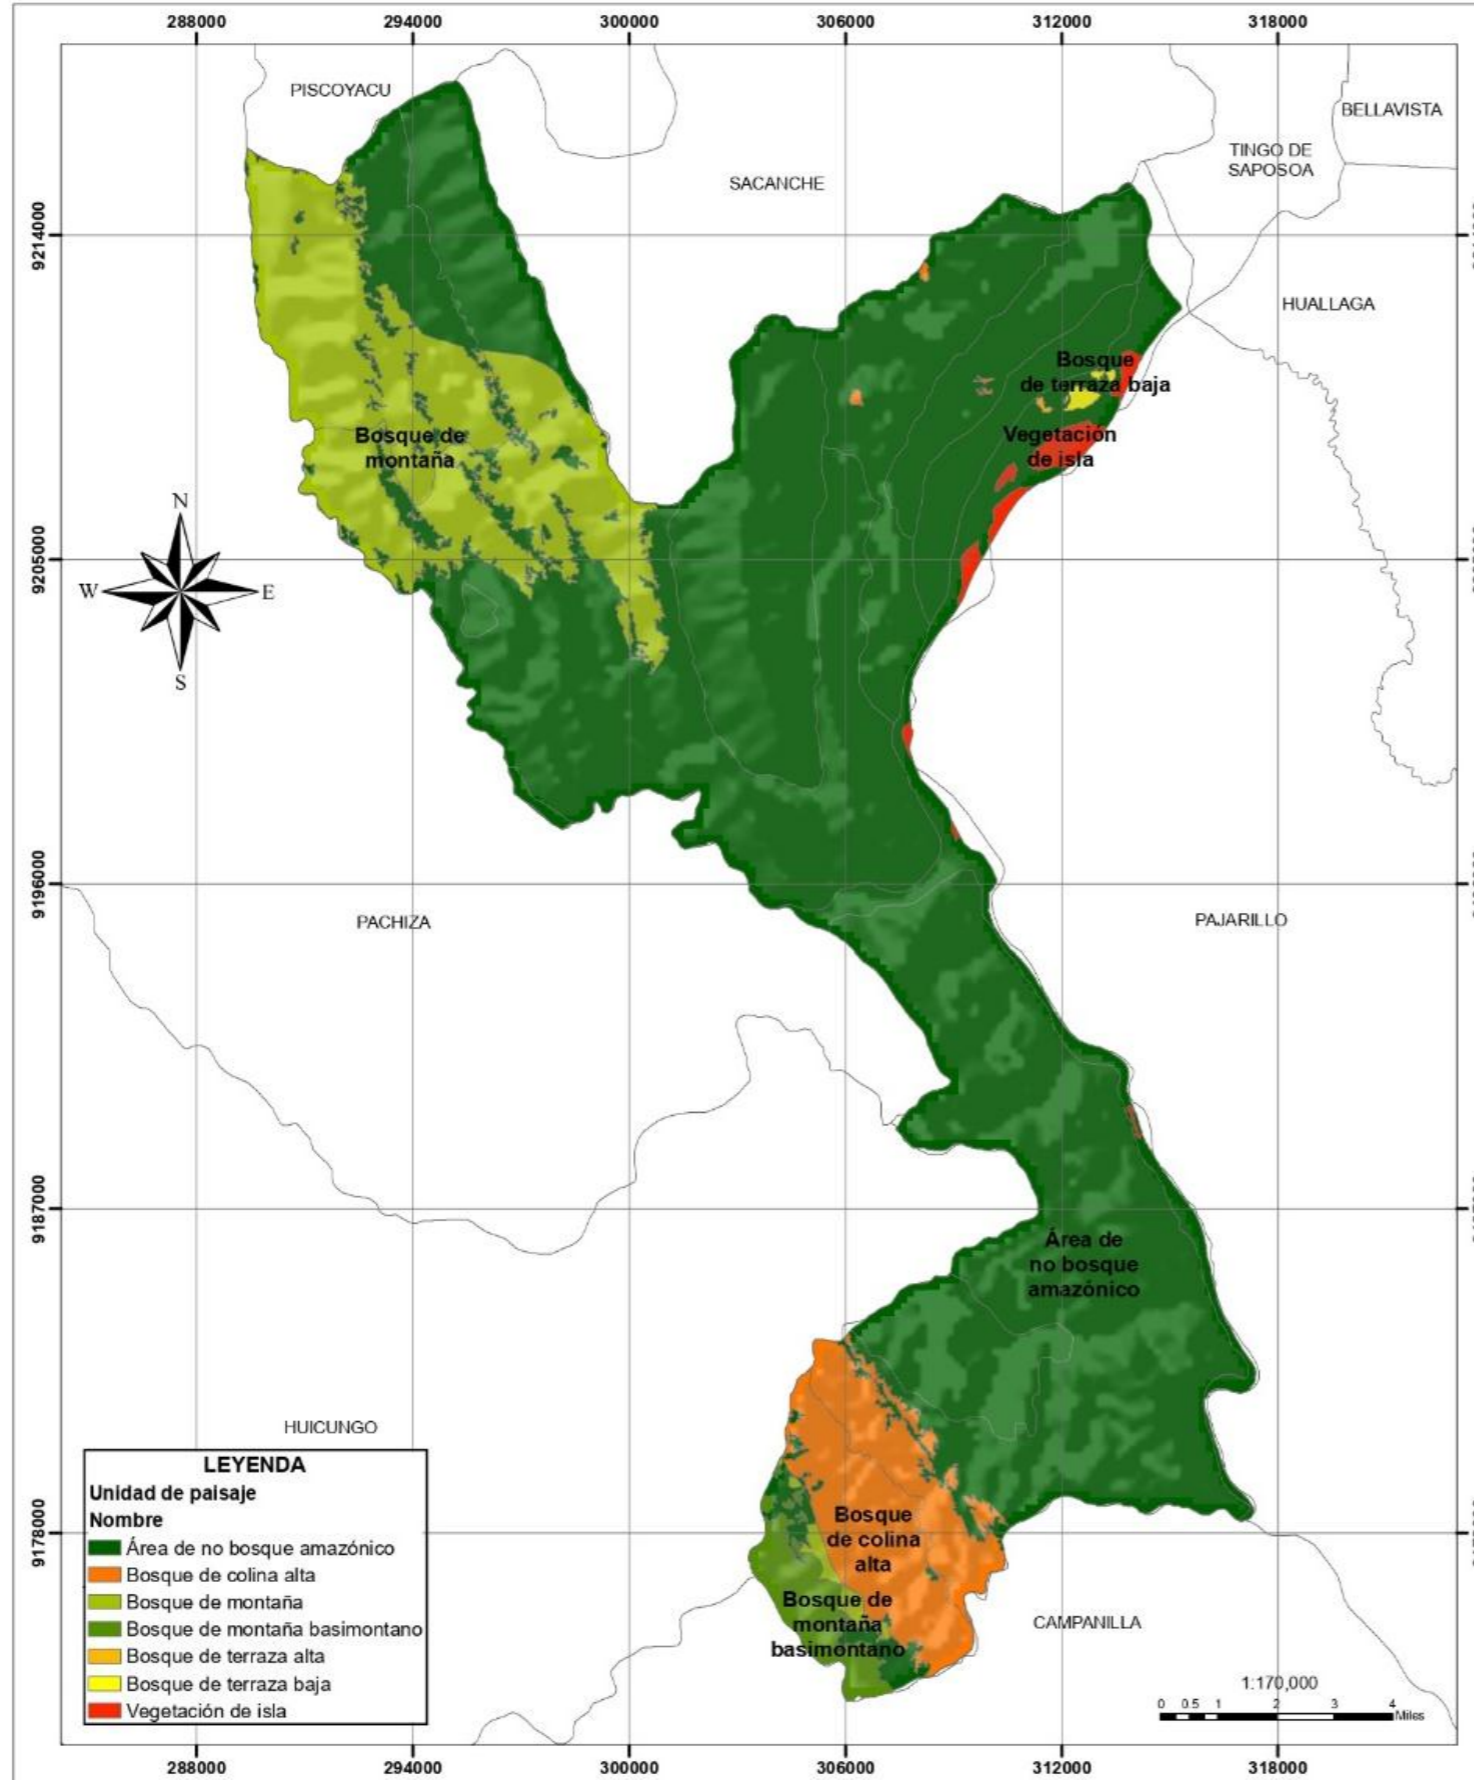 288000 294000 300000 306000 312000 318000
PISCOYACU
BELLAVISTA
TINGO DE
SAPOSOA
SACANCHE
9214000
HUALLAGA
Bosque
de terraza baja
Bosque de
montaña
Vegetación
de isla
N
W E
S
9205000
9196000
PACHIZA
PAJARILLO
9187000
Área de
no bosque
amazónico
HUICUNGO
LEYENDA
Unidad de paisaje
Nombre
Área de no bosque amazónico
Bosque de colina alta
Bosque de montaña
Bosque de montaña basimontano
Bosque de terraza alta
Bosque de terraza baja
Vegetación de isla
9178000
Bosque
de colina
alta
Bosque de
montaña
basimontano
CAMPANILLA
1:170,000
0 0.5 1 2 3 4
Miles
288000 294000 300000 306000 312000 318000